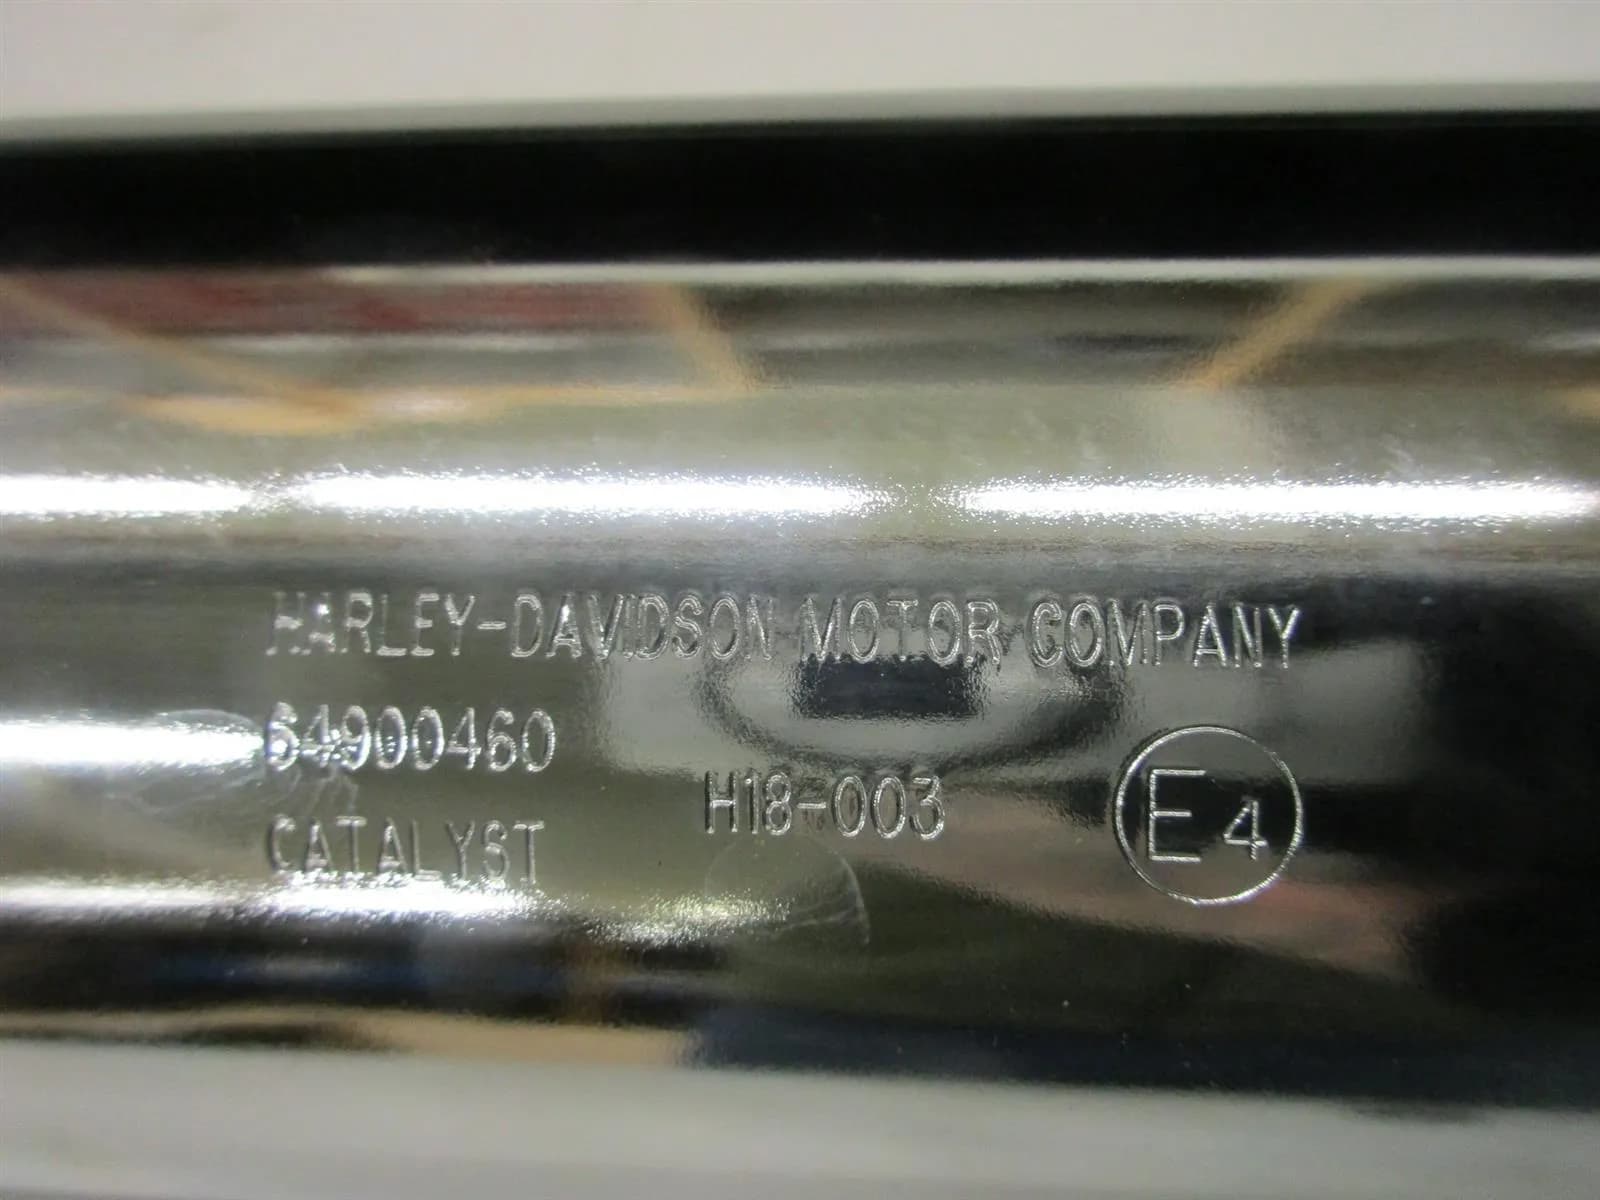 HARLEY-DAVIDSON MOTOR COMPANY
64900460
CATALYST
H18-003
E4